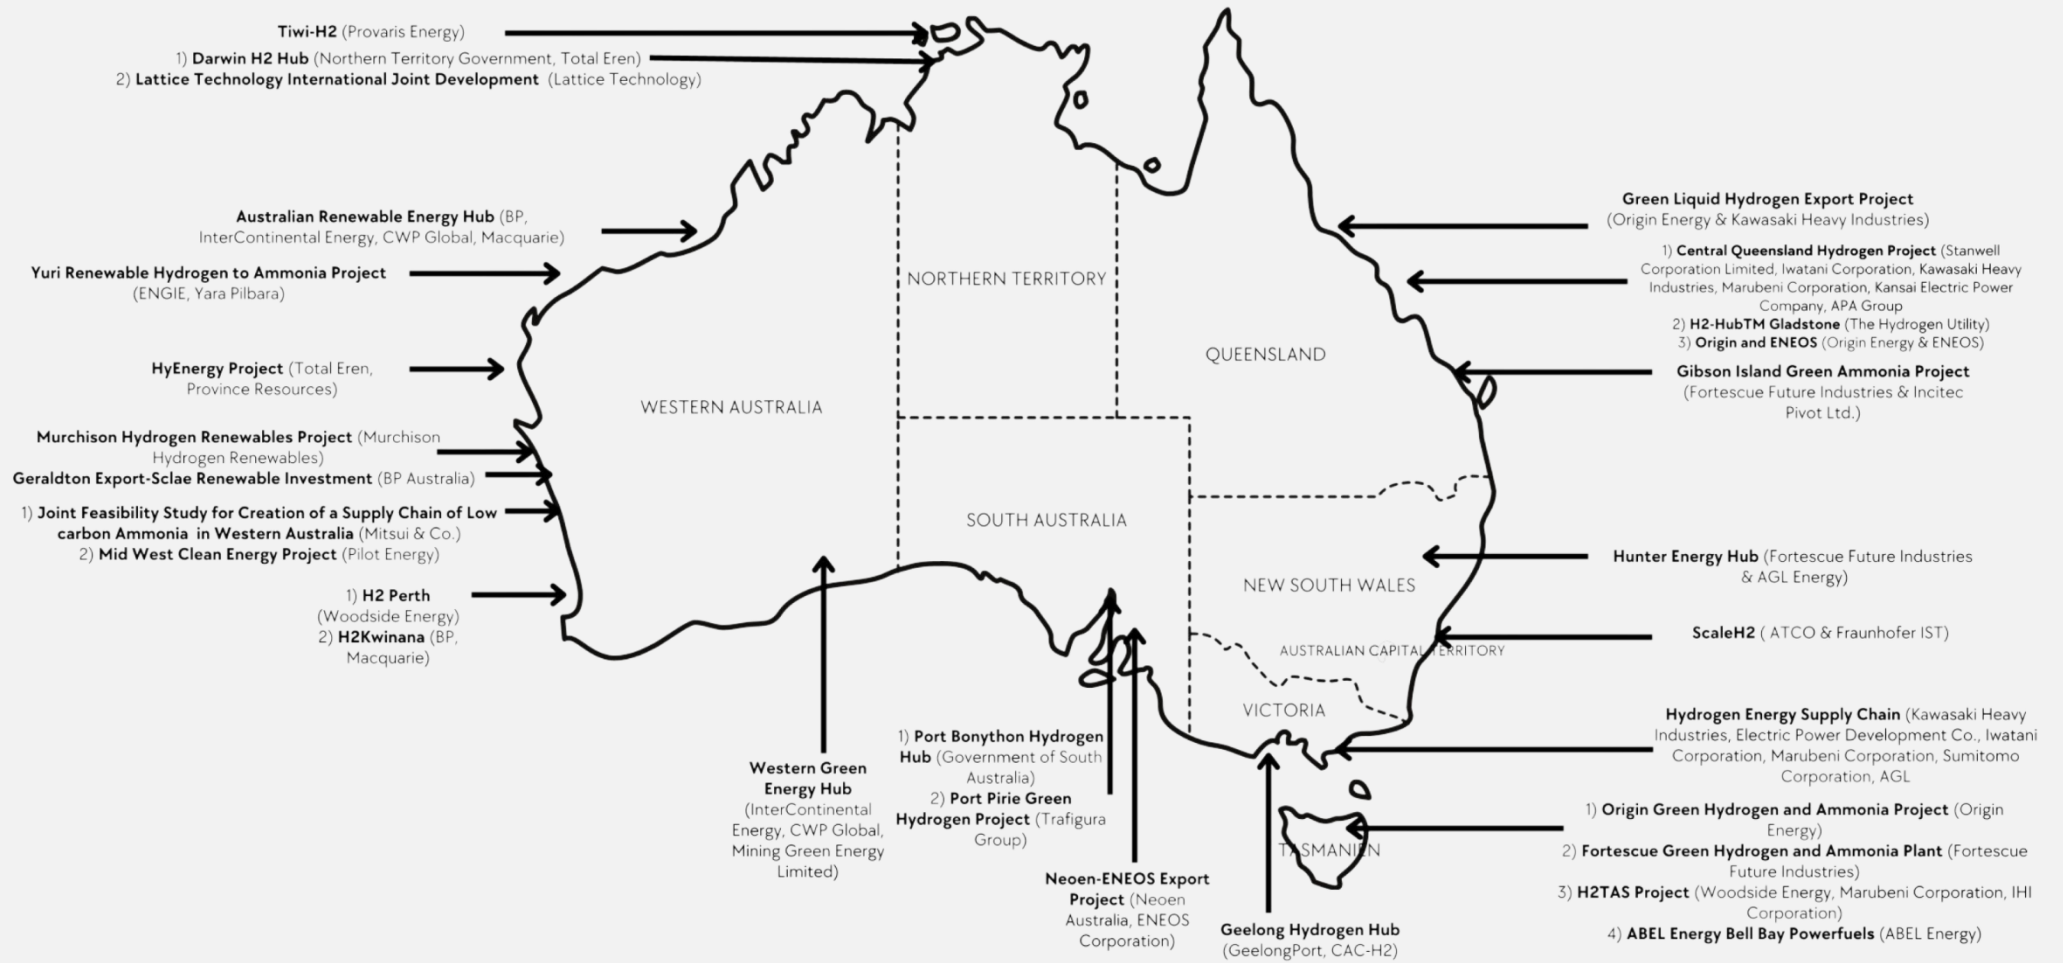 Tiwi-H2 (Provaris Energy)
1) Darwin H2 Hub (Northern Territory Government, Total Eren)
2) Lattice Technology International Joint Development (Lattice Technology)
Australian Renewable Energy Hub (BP,
InterContinental Energy, CWP Global, Macquarie)
Yuri Renewable Hydrogen to Ammonia Project
(ENGIE, Yara Pilbara)
HyEnergy Project (Total Eren,
Province Resources)
Murchison Hydrogen Renewables Project (Murchison
Hydrogen Renewables)
Geraldton Export-Sclae Renewable Investment (BP Australia)
1) Joint Feasibility Study for Creation of a Supply Chain of Low
carbon Ammonia in Western Australia (Mitsui & Co.)
2) Mid West Clean Energy Project (Pilot Energy)
1) H2 Perth
(Woodside Energy)
2) H2Kwinana (BP,
Macquarie)
NORTHERN TERRITORY
QUEENSLAND
WESTERN AUSTRALIA
SOUTH AUSTRALIA
NEW SOUTH WALES
AUSTRALIAN CAPITAL TERRITORY
VICTORIA
TASMANIEN
Western Green
Energy Hub
(InterContinental
Energy, CWP Global,
Mining Green Energy
Limited)
1) Port Bonython Hydrogen
Hub (Government of South
Australia)
2) Port Pirie Green
Hydrogen Project (Trafigura
Group)
Neoen-ENEOS Export
Project (Neoen
Australia, ENEOS
Corporation)
Geelong Hydrogen Hub
(GeelongPort, CAC-H2)
Green Liquid Hydrogen Export Project
(Origin Energy & Kawasaki Heavy Industries)
1) Central Queensland Hydrogen Project (Stanwell
Corporation Limited, Iwatani Corporation, Kawasaki Heavy
Industries, Marubeni Corporation, Kansai Electric Power
Company, APA Group
2) H2-HubTM Gladstone (The Hydrogen Utility)
3) Origin and ENEOS (Origin Energy & ENEOS)
Gibson Island Green Ammonia Project
(Fortescue Future Industries & Incitec
Pivot Ltd.)
Hunter Energy Hub (Fortescue Future Industries
& AGL Energy)
ScaleH2 ( ATCO & Fraunhofer IST)
Hydrogen Energy Supply Chain (Kawasaki Heavy
Industries, Electric Power Development Co., Iwatani
Corporation, Marubeni Corporation, Sumitomo
Corporation, AGL
1) Origin Green Hydrogen and Ammonia Project (Origin
Energy)
2) Fortescue Green Hydrogen and Ammonia Plant (Fortescue
Future Industries)
3) H2TAS Project (Woodside Energy, Marubeni Corporation, IHI
Corporation)
4) ABEL Energy Bell Bay Powerfuels (ABEL Energy)